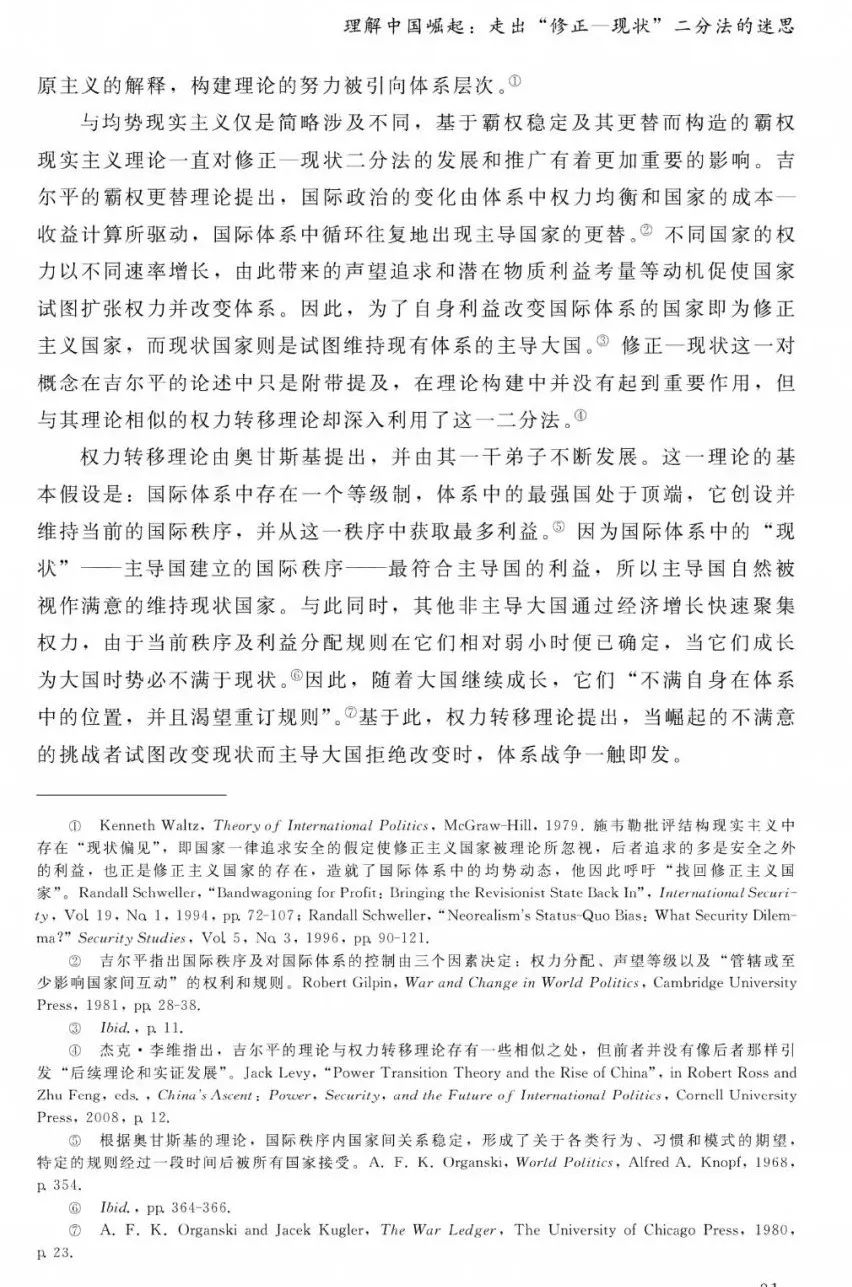 理解中国崛起：走出“修正—现状”二分法的迷思
原主义的解释，构建理论的努力被引向体系层次。①
与均势现实主义仅是简略涉及不同，基于霸权稳定及其更替而构造的霸权
现实主义理论一直对修正—现状二分法的发展和推广有着更加重要的影响。吉
尔平的霸权更替理论提出，国际政治的变化由体系中权力均衡和国家的成本—
收益计算所驱动，国际体系中循环往复地出现主导国家的更替。② 不同国家的权
力以不同速率增长，由此带来的声望追求和潜在物质利益考量等动机促使国家
试图扩张权力并改变体系。因此，为了自身利益改变国际体系的国家即为修正
主义国家，而现状国家则是试图维持现有体系的主导大国。③ 修正—现状这一对
概念在吉尔平的论述中只是附带提及，在理论构建中并没有起到重要作用，但
与其理论相似的权力转移理论却深入利用了这一二分法。④
权力转移理论由奥甘斯基提出，并由其一干弟子不断发展。这一理论的基
本假设是：国际体系中存在一个等级制，体系中的最强国处于顶端，它创设并
维持当前的国际秩序，并从这一秩序中获取最多利益。⑤ 因为国际体系中的“现
状”——主导国建立的国际秩序——最符合主导国的利益，所以主导国自然被
视作满意的维持现状国家。与此同时，其他非主导大国通过经济增长快速聚集
权力，由于当前秩序及利益分配规则在它们相对弱小时便已确定，当它们成长
为大国时势必不满于现状。⑥因此，随着大国继续成长，它们“不满自身在体系
中的位置，并且渴望重订规则”。⑦基于此，权力转移理论提出，当崛起的不满意
的挑战者试图改变现状而主导大国拒绝改变时，体系战争一触即发。
① Kenneth Waltz，Theory of International Politics，McGraw-Hill，1979. 施韦勒批评结构现实主义中
存在“现状偏见”，即国家一律追求安全的假定使修正主义国家被理论所忽视，后者追求的多是安全之外
的利益，也正是修正主义国家的存在，造就了国际体系中的均势动态，他因此呼吁“找回修正主义国
家”。Randall Schweller，“Bandwagoning for Profit：Bringing the Revisionist State Back In”，International Securi-
ty，Vol. 19，No. 1，1994，pp. 72-107；Randall Schweller，“Neorealism's Status-Quo Bias：What Security Dilem-
ma?” Security Studies，Vol. 5，No. 3，1996，pp. 90-121.
② 吉尔平指出国际秩序及对国际体系的控制由三个因素决定：权力分配、声望等级以及“管辖或至
少影响国家间互动”的权利和规则。Robert Gilpin，War and Change in World Politics，Cambridge University
Press，1981，pp. 28-38.
③ Ibid.，p. 11.
④ 杰克·李维指出，吉尔平的理论与权力转移理论存有一些相似之处，但前者并没有像后者那样引
发“后续理论和实证发展”。Jack Levy，“Power Transition Theory and the Rise of China”，in Robert Ross and
Zhu Feng，eds.，China's Ascent：Power，Security，and the Future of International Politics，Cornell University
Press，2008，p. 12.
⑤ 根据奥甘斯基的理论，国际秩序内国家间关系稳定，形成了关于各类行为、习惯和模式的期望，
特定的规则经过一段时间后被所有国家接受。A. F. K. Organski，World Politics，Alfred A. Knopf，1968，
p. 354.
⑥ Ibid.，pp. 364-366.
⑦ A. F. K. Organski and Jacek Kugler，The War Ledger，The University of Chicago Press，1980，
p. 23.